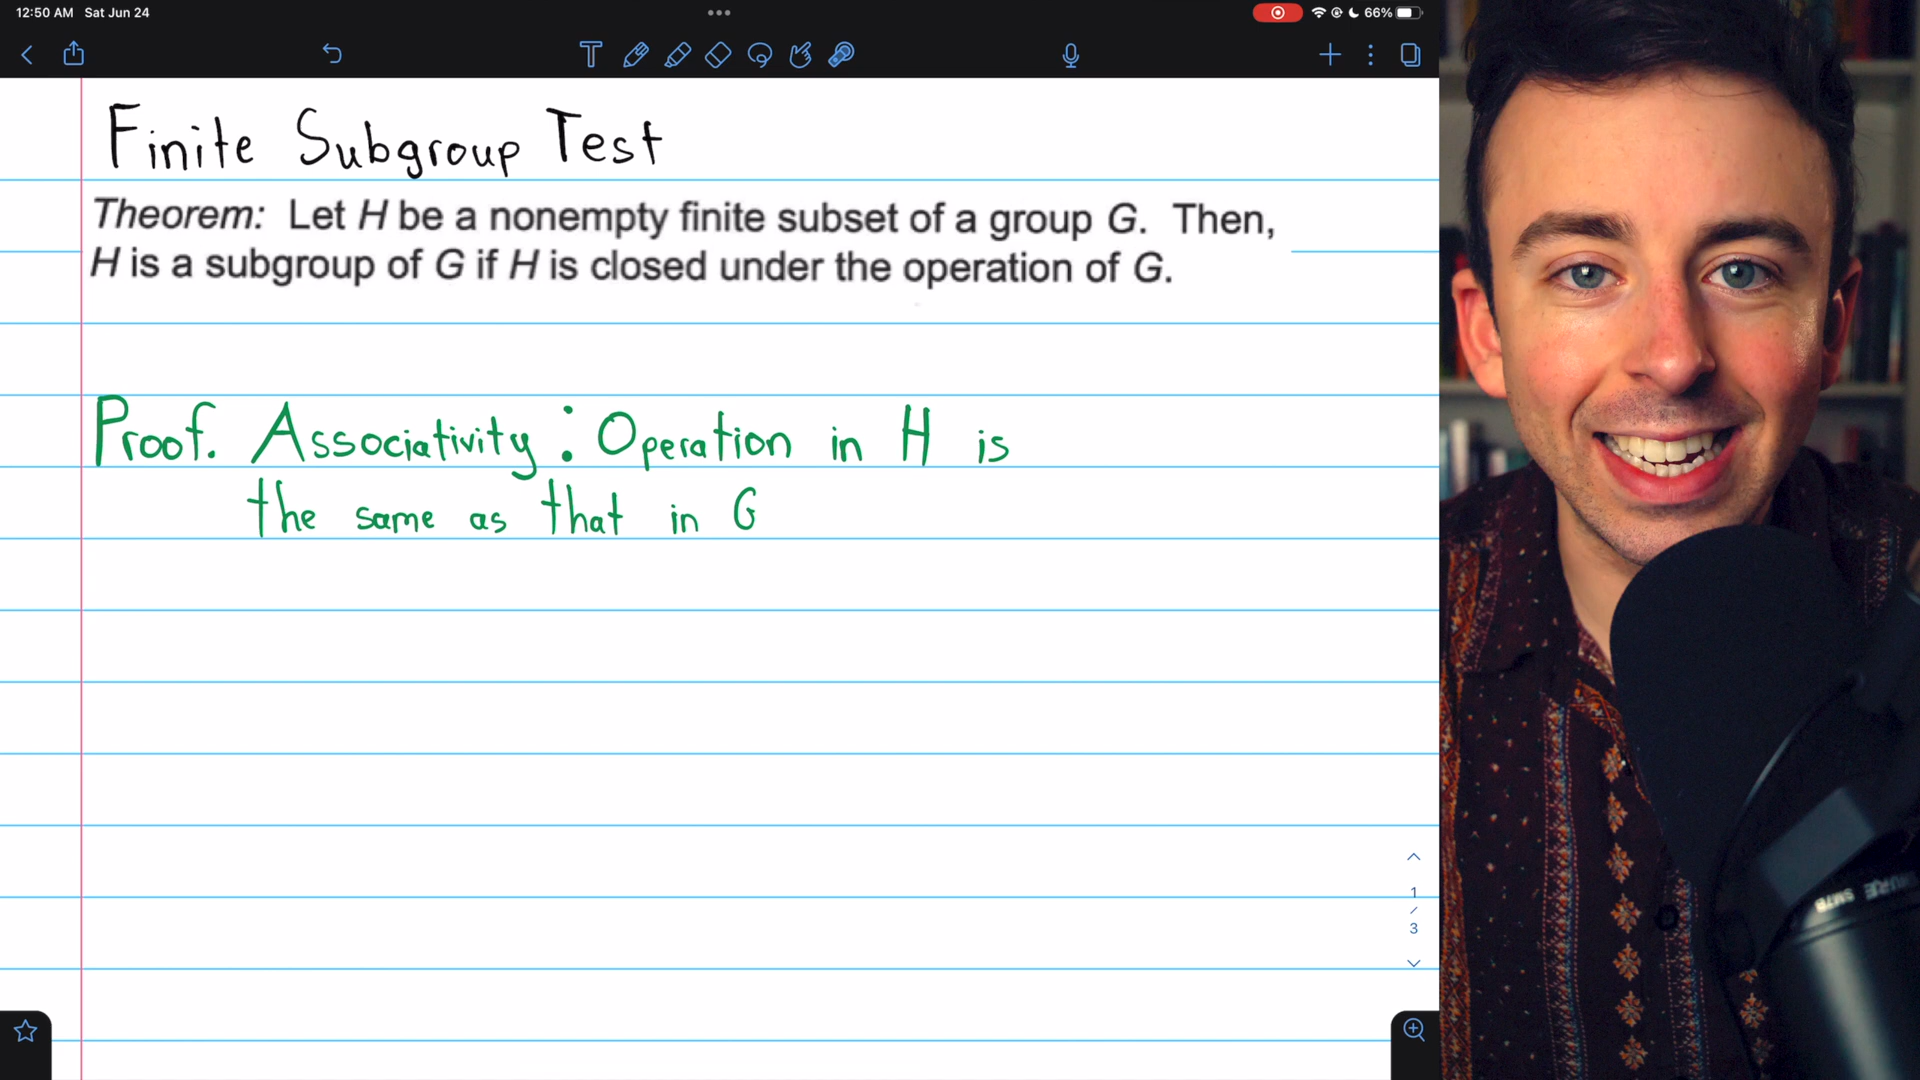 12:50 AM Sat Jun 24
66%
Finite Subgroup Test
Theorem: Let H be a nonempty finite subset of a group G. Then,
H is a subgroup of G if H is closed under the operation of G.
Proof. Associativity: Operation in H is
the same as that in G
1
/
3
SHURE SM7B